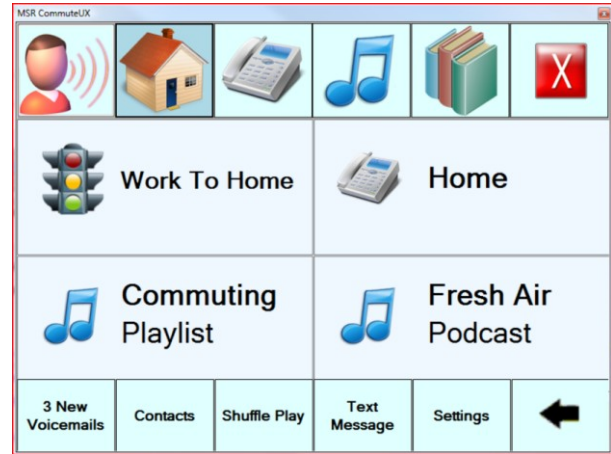 MSR CommuteUX
X
Work To Home
Home
Commuting
Playlist
Fresh Air
Podcast
3 New
Voicemails
Contacts
Shuffle Play
Text
Message
Settings